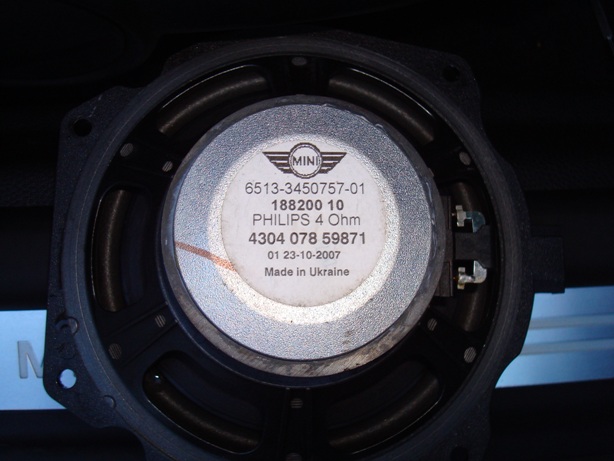 MINI
6513-3450757-01
188200 10
PHILIPS 4 Ohm
4304 078 59871
01 23-10-2007
Made in Ukraine
M